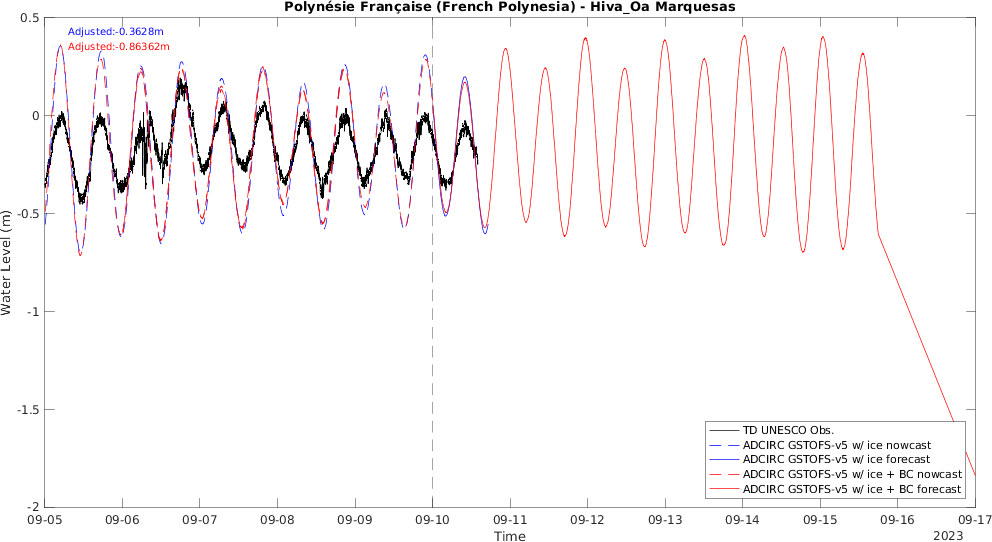 Polynésie Française (French Polynesia) - Hiva_Oa Marquesas
Adjusted:-0.3628m
Adjusted:-0.86362m
0.5
0
-0.5
-1
-1.5
-2
Water Level (m)
TD UNESCO Obs.
ADCIRC GSTOFS-v5 w/ ice nowcast
ADCIRC GSTOFS-v5 w/ ice forecast
ADCIRC GSTOFS-v5 w/ ice + BC nowcast
ADCIRC GSTOFS-v5 w/ ice + BC forecast
09-05 09-06 09-07 09-08 09-09 09-10 09-11 09-12 09-13 09-14 09-15 09-16 09-17
Time
2023